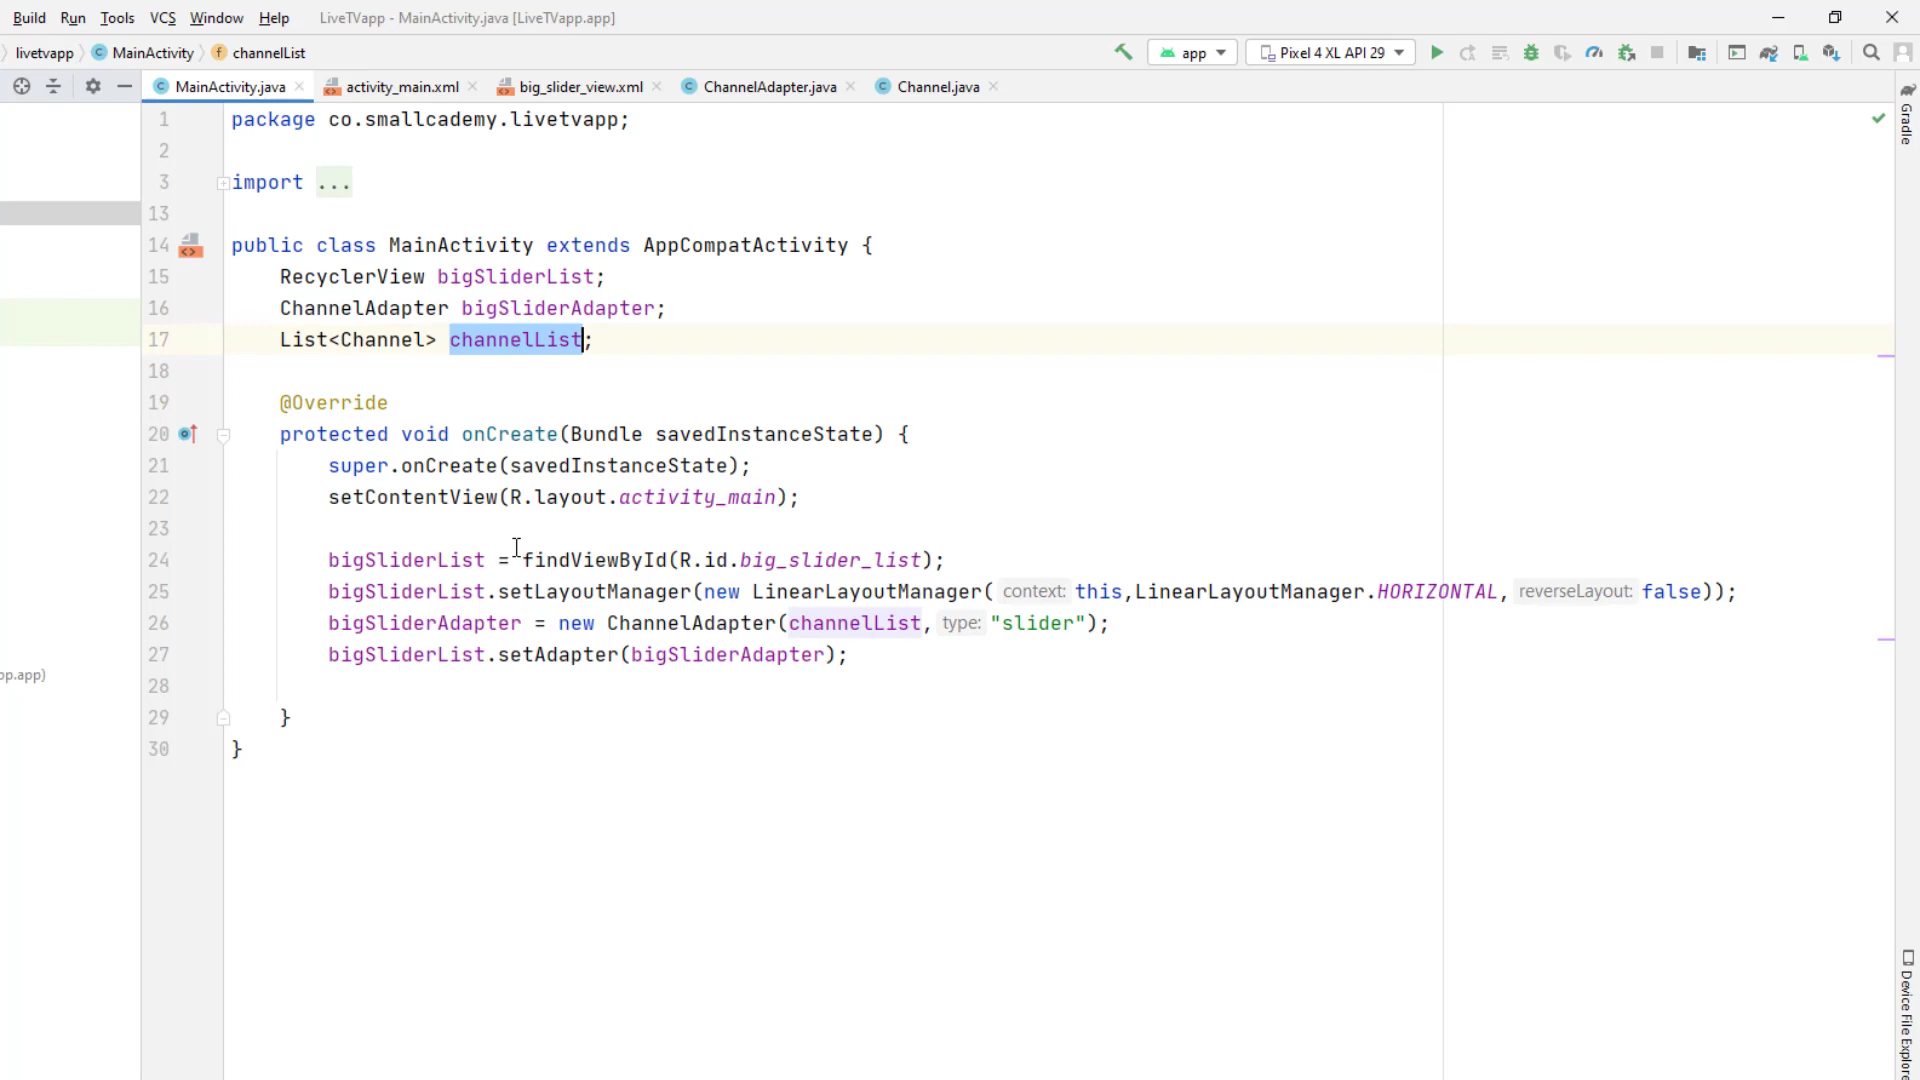 Build Run Tools VCS Window Help LiveTVapp - MainActivity.java [LiveTVapp.app]
livetvapp MainActivity channelList app Pixel 4 XL API 29
MainActivity.java activity_main.xml big_slider_view.xml ChannelAdapter.java Channel.java
1 package co.smallcademy.livetvapp;
2
3 import ...
13
14 public class MainActivity extends AppCompatActivity {
15 RecyclerView bigSliderList;
16 ChannelAdapter bigSliderAdapter;
17 List<Channel> channelList;
18
19 @Override
20 protected void onCreate(Bundle savedInstanceState) {
21 super.onCreate(savedInstanceState);
22 setContentView(R.layout.activity_main);
23
24 bigSliderList = findViewById(R.id.big_slider_list);
25 bigSliderList.setLayoutManager(new LinearLayoutManager( context: this,LinearLayoutManager.HORIZONTAL, reverseLayout: false));
26 bigSliderAdapter = new ChannelAdapter(channelList, type: "slider");
27 bigSliderList.setAdapter(bigSliderAdapter);
28
pp.app)
29 }
30 }
Gradle
Device File Explore